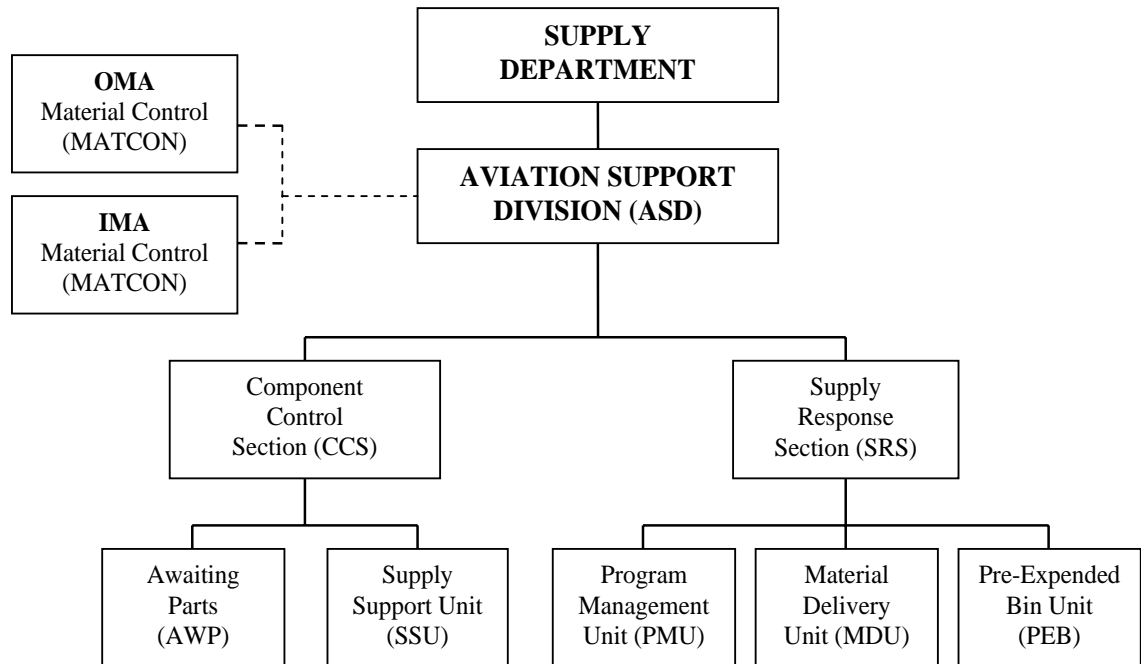 SUPPLY
DEPARTMENT
OMA
Material Control
(MATCON)
AVIATION SUPPORT
DIVISION (ASD)
IMA
Material Control
(MATCON)
Component
Control
Section (CCS)
Supply
Response
Section (SRS)
Awaiting
Parts
(AWP)
Supply
Support Unit
(SSU)
Program
Management
Unit (PMU)
Material
Delivery
Unit (MDU)
Pre-Expended
Bin Unit
(PEB)